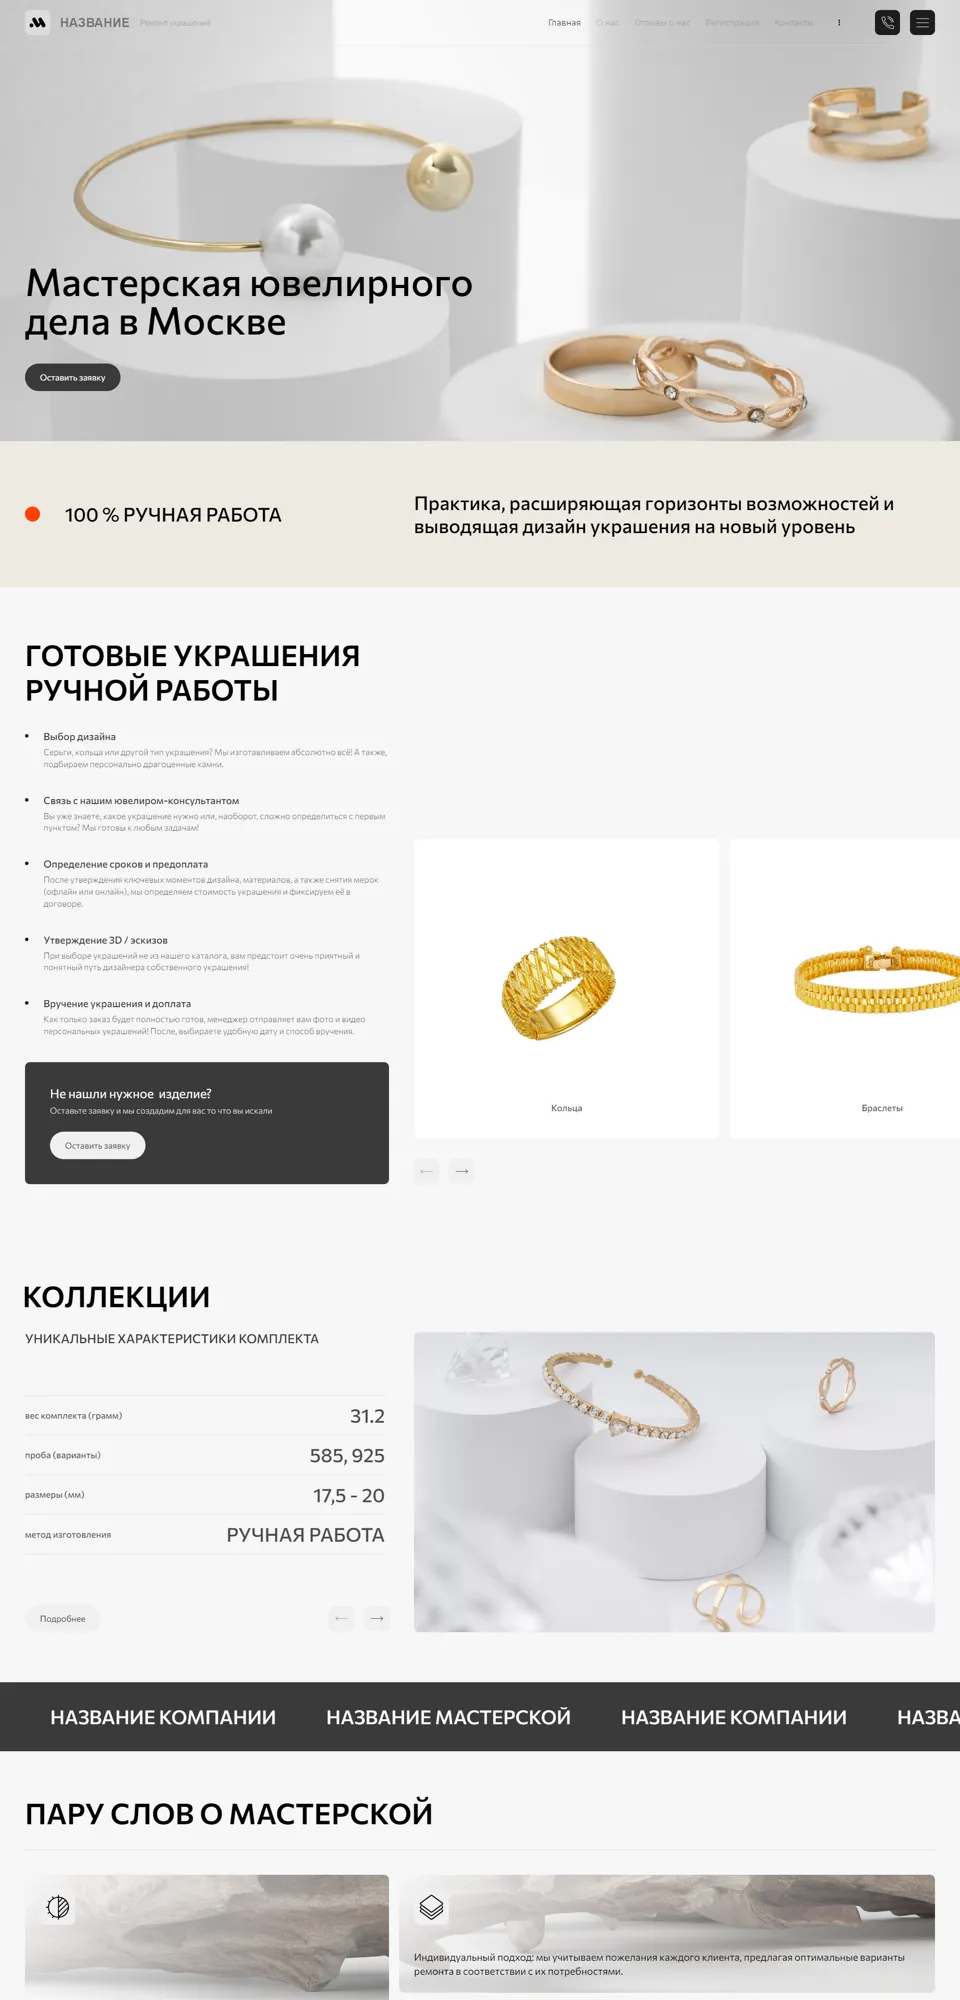 НАЗВАНИЕ
Ремонт украшений
Главная
О нас
Отзывы о нас
Регистрация
Контакты
Мастерская ювелирного
дела в Москве
Оставить заявку
100 % РУЧНАЯ РАБОТА
Практика, расширяющая горизонты возможностей и
выводящая дизайн украшения на новый уровень
ГОТОВЫЕ УКРАШЕНИЯ
РУЧНОЙ РАБОТЫ
Выбор дизайна
Серьги, кольца или другой тип украшения? Мы изготавливаем абсолютно всё! А также,
подбираем персонально драгоценные камни.
Связь с нашим ювелиром-консультантом
Вы уже знаете, какое украшение нужно или, наоборот, сложно определиться с первым
пунктом? Мы готовы к любым задачам!
Определение сроков и предоплата
После утверждения ключевых моментов дизайна, материалов, а также снятия мерок
(офлайн или онлайн), мы определяем стоимость украшения и фиксируем её в
договоре.
Утверждение 3D / эскизов
При выборе украшений не из нашего каталога, вам предстоит очень приятный и
понятный путь дизайнера собственного украшения!
Вручение украшения и доплата
Как только заказ будет полностью готов, менеджер отправляет вам фото и видео
персональных украшений! После, выбираете удобную дату и способ вручения.
Не нашли нужное изделие?
Оставьте заявку и мы создадим для вас то что вы искали
Оставить заявку
Кольца
Браслеты
КОЛЛЕКЦИИ
УНИКАЛЬНЫЕ ХАРАКТЕРИСТИКИ КОМПЛЕКТА
вес комплекта (грамм) 31.2
проба (варианты) 585, 925
размеры (мм) 17,5 - 20
метод изготовления РУЧНАЯ РАБОТА
Подробнее
НАЗВАНИЕ КОМПАНИИ НАЗВАНИЕ МАСТЕРСКОЙ НАЗВАНИЕ КОМПАНИИ НАЗВА
ПАРУ СЛОВ О МАСТЕРСКОЙ
Индивидуальный подход: мы учитываем пожелания каждого клиента, предлагая оптимальные варианты
ремонта в соответствии с их потребностями.